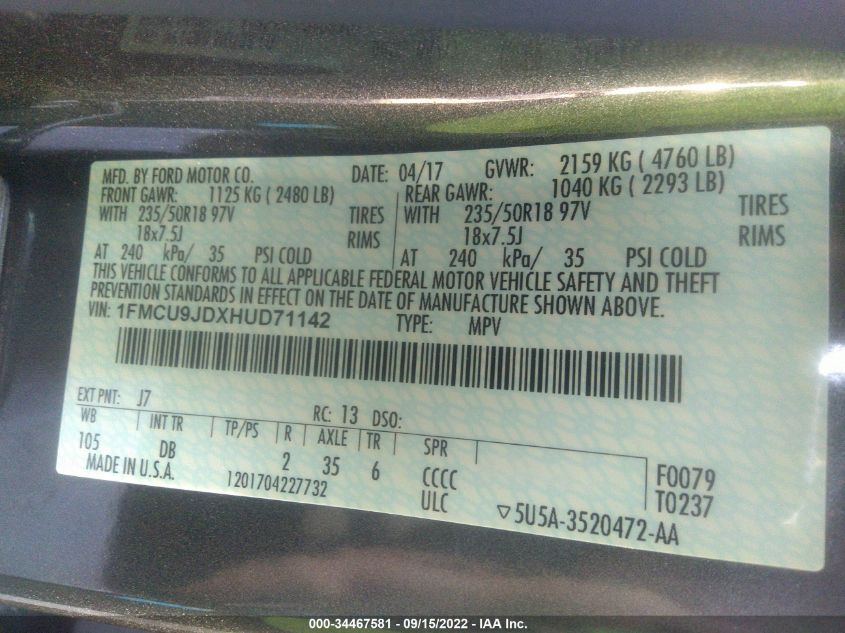 MFD. BY FORD MOTOR CO. DATE: 04/17 GVWR: 2159 KG ( 4760 LB)
FRONT GAWR: 1125 KG ( 2480 LB) REAR GAWR: 1040 KG ( 2293 LB)
WITH 235/50R18 97V TIRES WITH 235/50R18 97V TIRES
18x7.5J RIMS 18x7.5J RIMS
AT 240 kPa/ 35 PSI COLD AT 240 kPa/ 35 PSI COLD
THIS VEHICLE CONFORMS TO ALL APPLICABLE FEDERAL MOTOR VEHICLE SAFETY AND THEFT
PREVENTION STANDARDS IN EFFECT ON THE DATE OF MANUFACTURE SHOWN ABOVE.
VIN: 1FMCU9JDXHUD71142 TYPE: MPV
EXT PNT: J7 RC: 13 DSO:
WB INT TR TP/PS R AXLE TR SPR
105 DB 2 35 6 CCCC F0079
MADE IN U.S.A. 1201704227732 ULC T0237
▽5U5A-3520472-AA
000-34467581 - 09/15/2022 - IAA Inc.